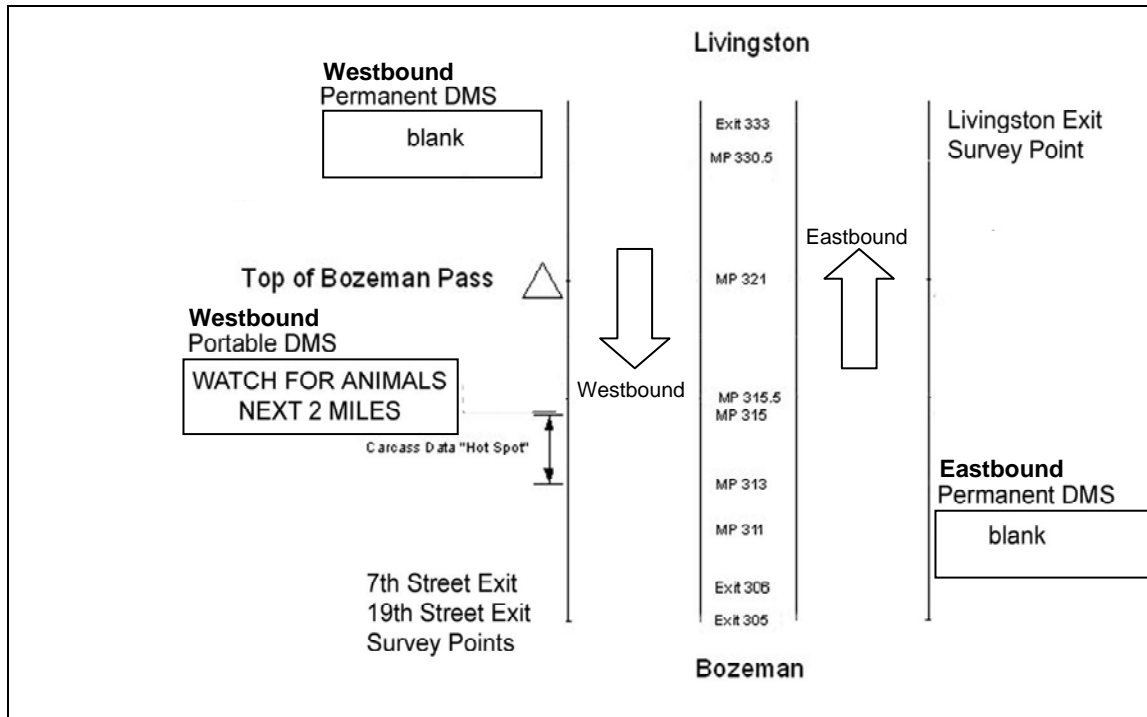 Livingston
Westbound
Permanent DMS
blank
Exit 333
MP 330.5
Livingston Exit
Survey Point
Eastbound
Top of Bozeman Pass
MP 321
Westbound
Portable DMS
WATCH FOR ANIMALS
NEXT 2 MILES
Westbound
MP 315.5
MP 315
Carcass Data "Hot Spot"
MP 313
Eastbound
Permanent DMS
blank
MP 311
7th Street Exit
19th Street Exit
Survey Points
Exit 306
Exit 305
Bozeman